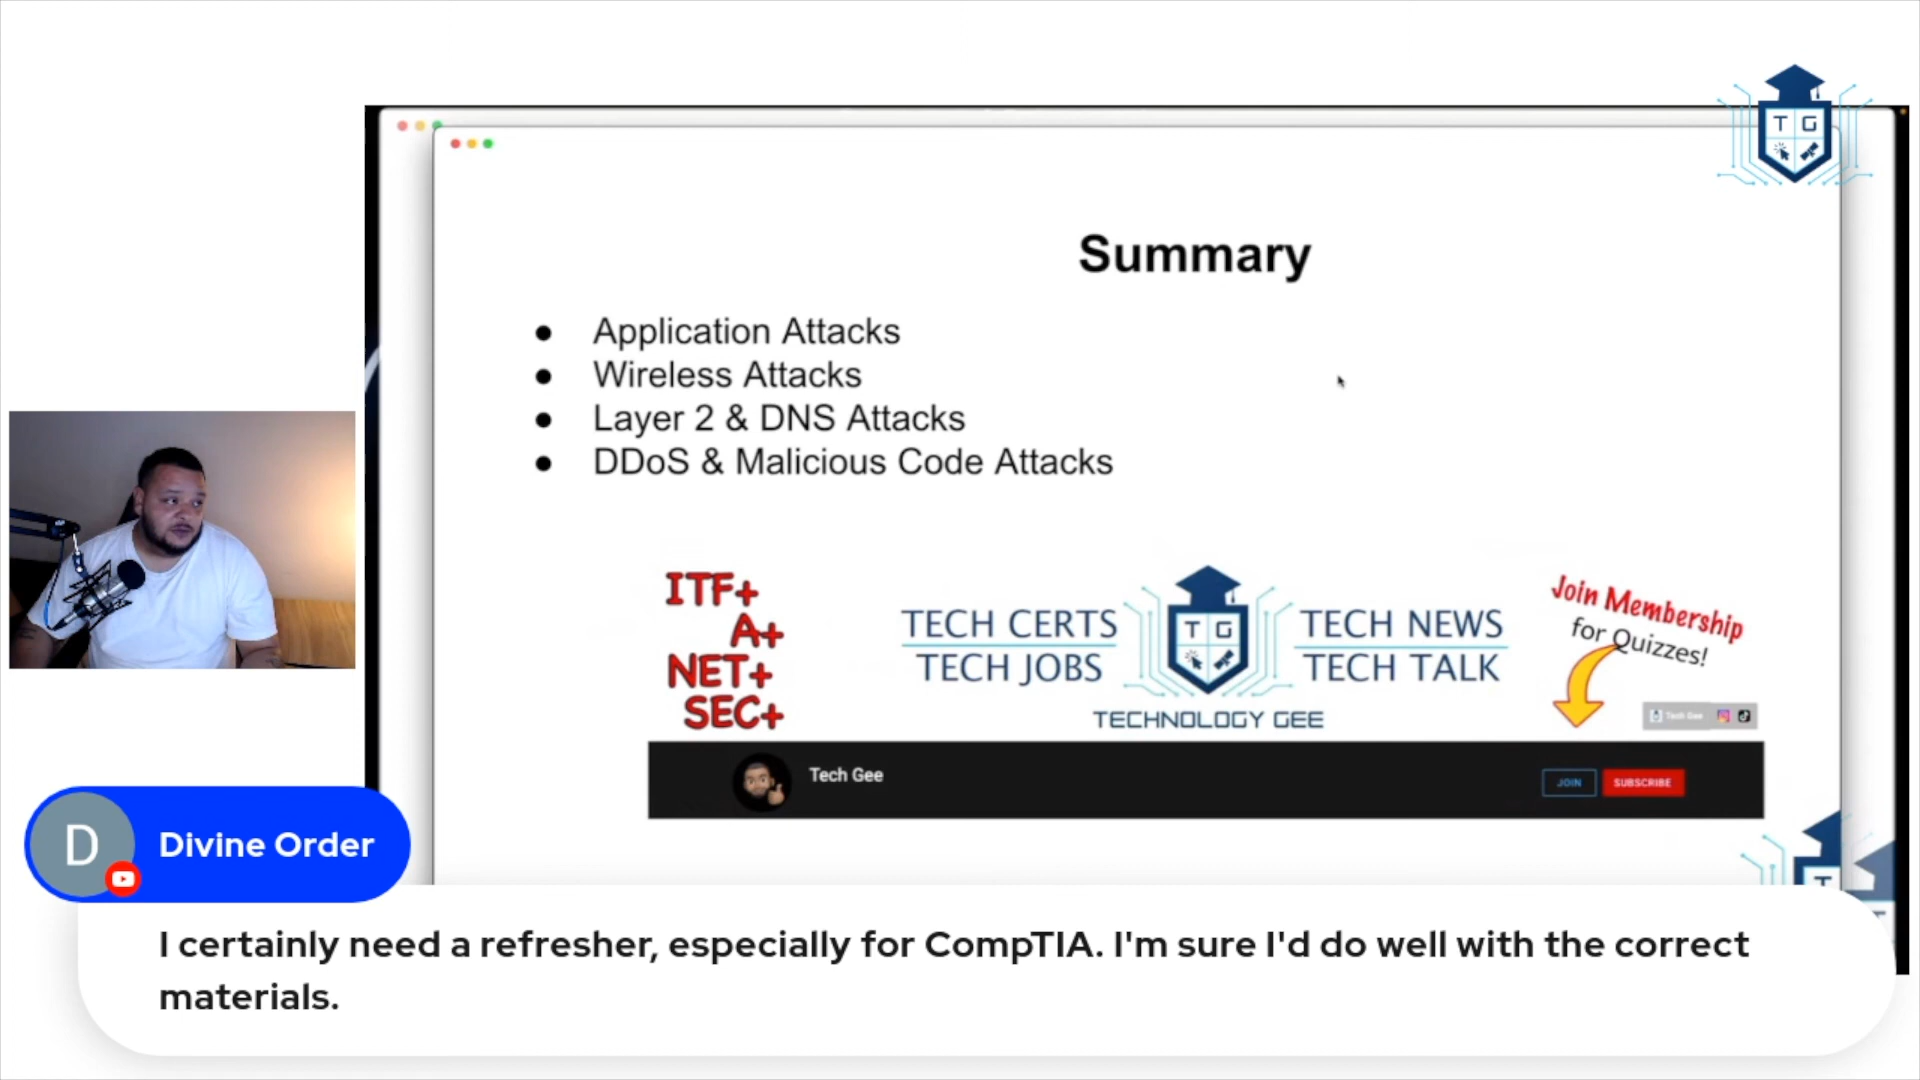 T G
Summary
● Application Attacks
● Wireless Attacks
● Layer 2 & DNS Attacks
● DDoS & Malicious Code Attacks
ITF+
A+
NET+
SEC+
TECH CERTS
TECH JOBS
T G
TECH NEWS
TECH TALK
TECHNOLOGY GEE
Join Membership
for Quizzes!
Tech Gee
Tech Gee
JOIN
SUBSCRIBE
D
Divine Order
I certainly need a refresher, especially for CompTIA. I'm sure I'd do well with the correct
materials.